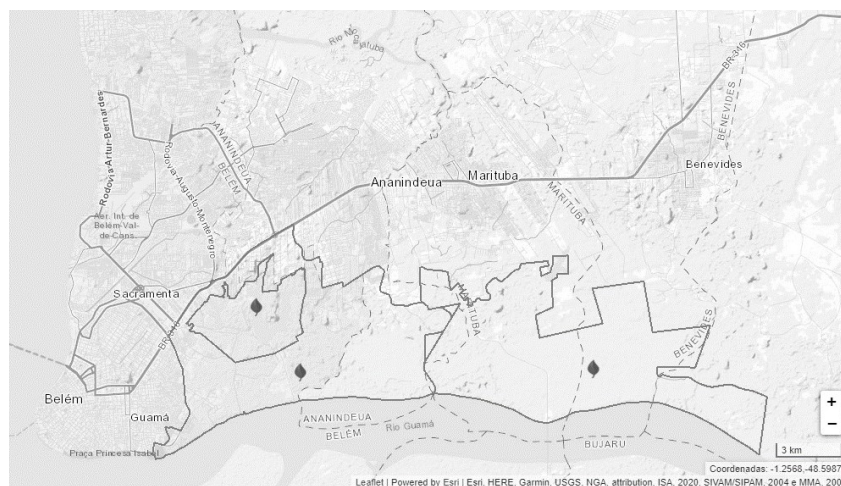 Rio Mocajatuba
BR-316
Rodovia-Artur-Bernardes
ANANINDEUA
BELÉM
Rodovia-Augusto-Montenegro
BENEVIDES
Benevides
Ananindeua
Marituba
MARITUBA
Aer. Int. de
Belém-Val-
de-Cans.
Sacramenta
MARITUBA
BR-316
BENEVIDES
Belém
Guamá
ANANINDEUA
BELÉM
Rio Guamá
BUJARU
Praça Princesa Isabel
+
−
3 km
Coordenadas: -1.2568,-48.5987
Leaflet | Powered by Esri | Esri, HERE, Garmin, USGS, NGA, attribution, ISA, 2020, SIVAM/SIPAM, 2004 e MMA, 200